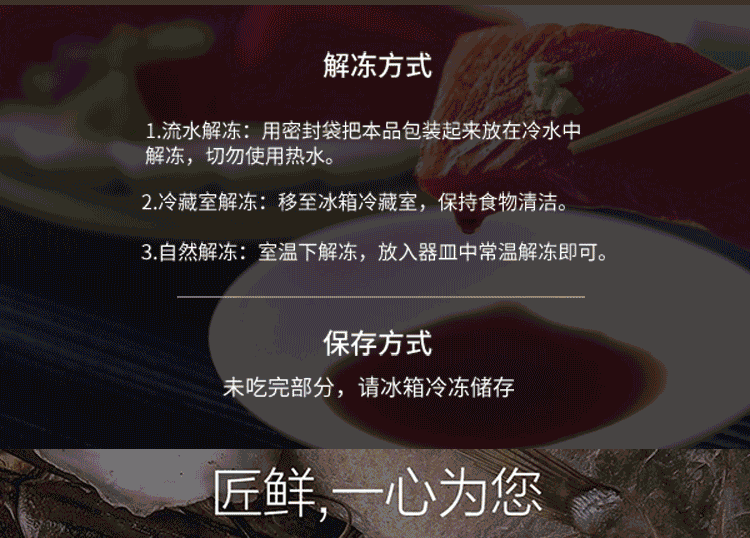 解冻方式
1.流水解冻：用密封袋把本品包装起来放在冷水中
解冻，切勿使用热水。
2.冷藏室解冻：移至冰箱冷藏室，保持食物清洁。
3.自然解冻：室温下解冻，放入器皿中常温解冻即可。
保存方式
未吃完部分，请冰箱冷冻储存
匠鲜,一心为您